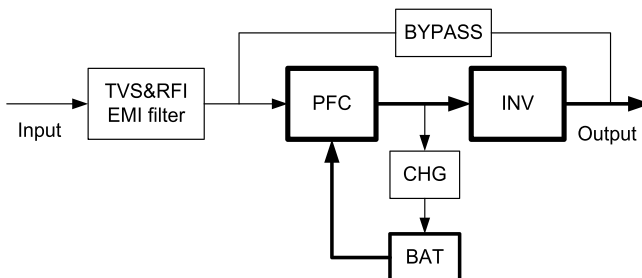 BYPASS
TVS&RFI
EMI filter
PFC
INV
Input
Output
CHG
BAT